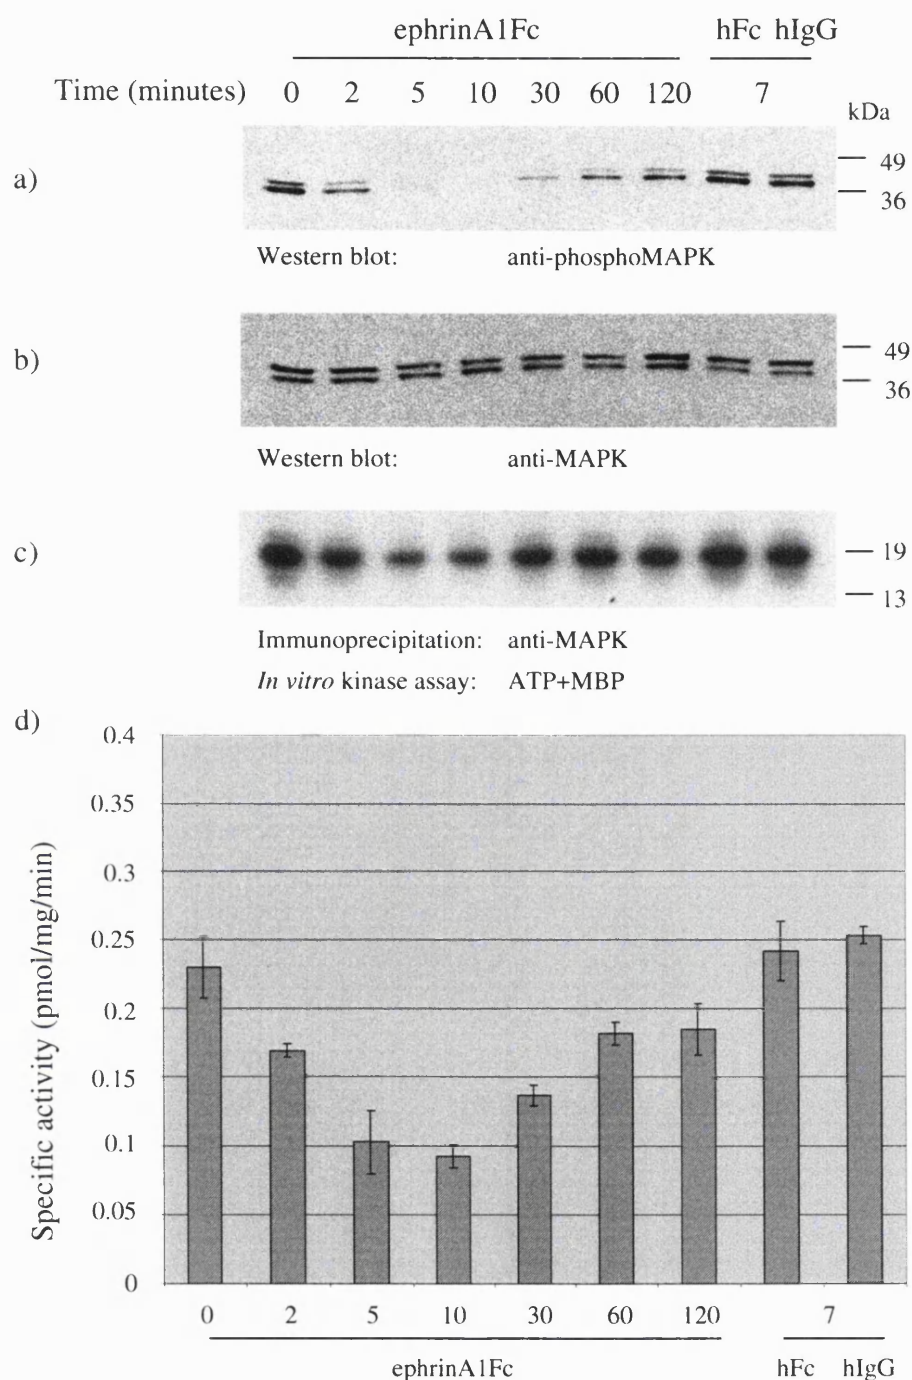 ephrinA1Fc hFc hIgG
Time (minutes) 0 2 5 10 30 60 120 7
kDa
a)
49
36
Western blot: anti-phosphoMAPK
b)
49
36
Western blot: anti-MAPK
c)
19
13
Immunoprecipitation: anti-MAPK
In vitro kinase assay: ATP+MBP
d)
Specific activity (pmol/mg/min)
0.4
0.35
0.3
0.25
0.2
0.15
0.1
0.05
0
0 2 5 10 30 60 120 7
ephrinA1Fc hFc hIgG